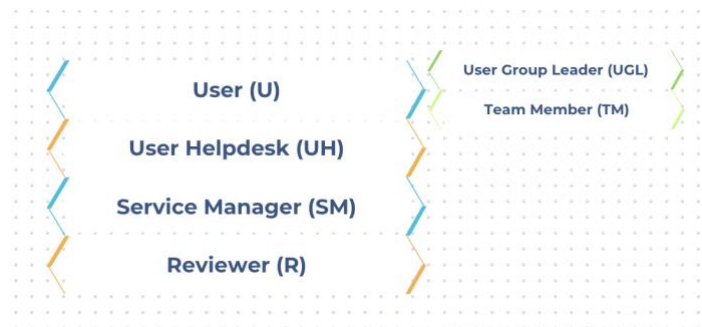 User (U)
User Group Leader (UGL)
Team Member (TM)
User Helpdesk (UH)
Service Manager (SM)
Reviewer (R)